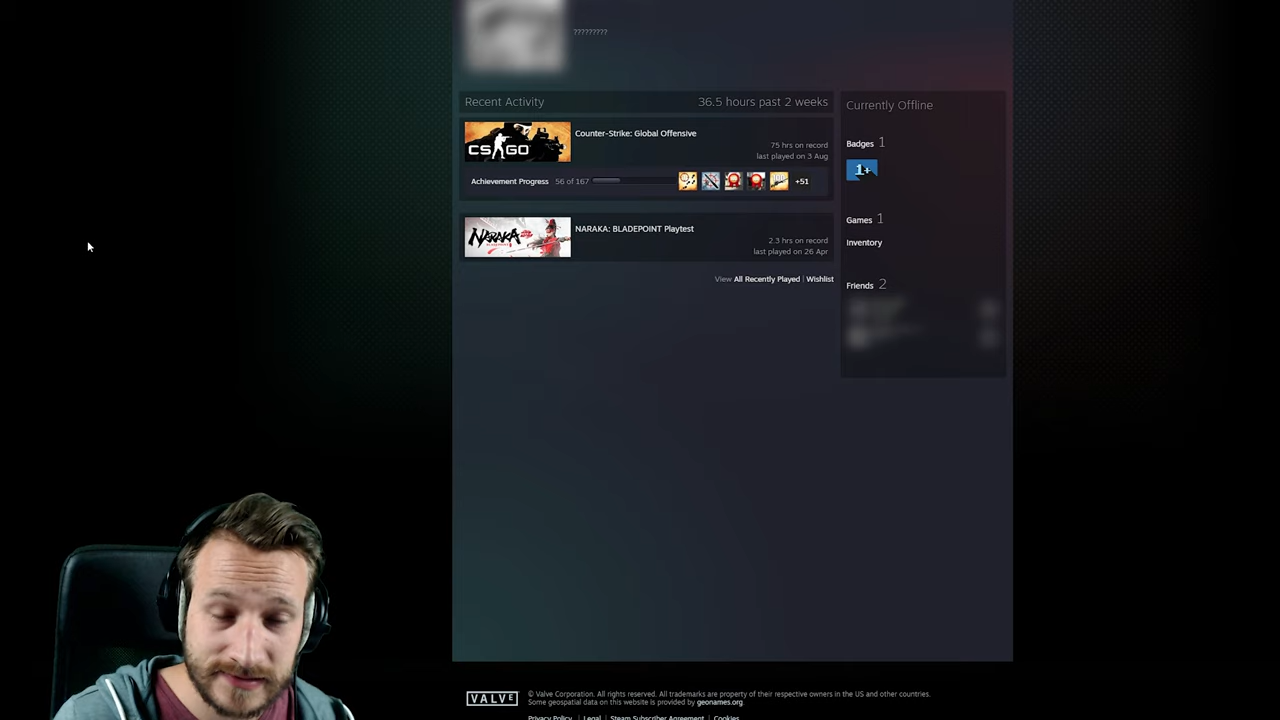 ?????????
Recent Activity 36.5 hours past 2 weeks
Currently Offline
CS GO
Counter-Strike: Global Offensive
75 hrs on record
last played on 3 Aug
Badges 1
Achievement Progress 56 of 167 +51
1+
NARAKA
BLADEPOINT
NARAKA: BLADEPOINT Playtest
2.3 hrs on record
last played on 26 Apr
Games 1
Inventory
View All Recently Played | Wishlist
Friends 2
VALVE
© Valve Corporation. All rights reserved. All trademarks are property of their respective owners in the US and other countries.
Some geospatial data on this website is provided by geonames.org.
Privacy Policy | Legal | Steam Subscriber Agreement | Cookies